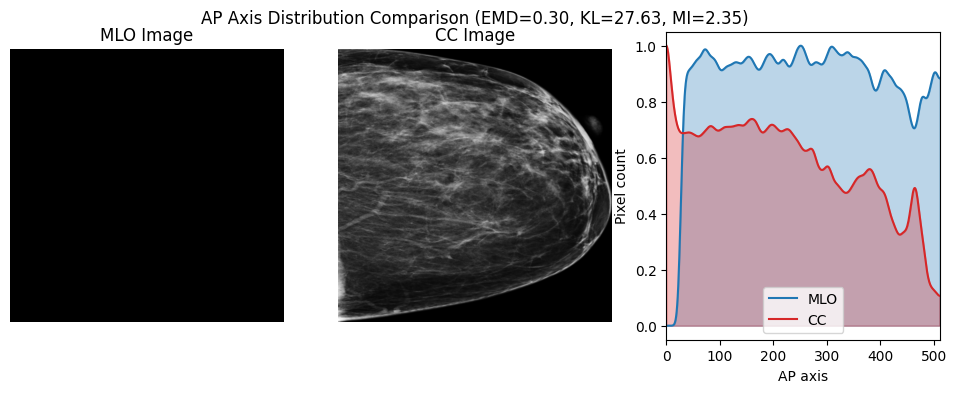 AP Axis Distribution Comparison (EMD=0.30, KL=27.63, MI=2.35)
MLO Image
CC Image
1.0
0.8
0.6
0.4
0.2
0.0
Pixel count
MLO
CC
0
100
200
300
400
500
AP axis